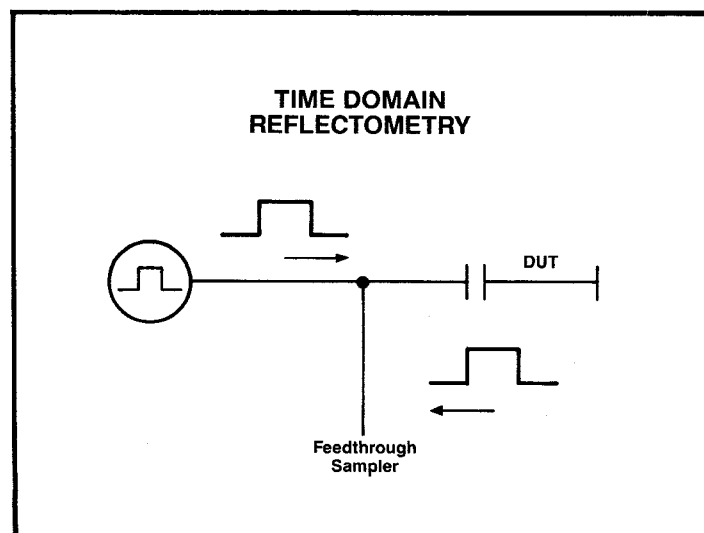 TIME DOMAIN
REFLECTOMETRY
DUT
Feedthrough
Sampler